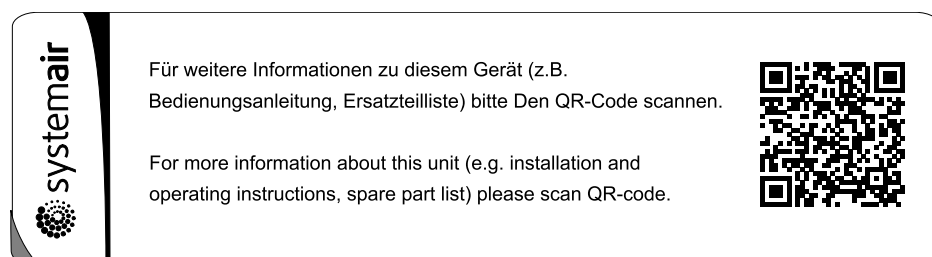 systemair
Für weitere Informationen zu diesem Gerät (z.B.
Bedienungsanleitung, Ersatzteilliste) bitte Den QR-Code scannen.
For more information about this unit (e.g. installation and
operating instructions, spare part list) please scan QR-code.